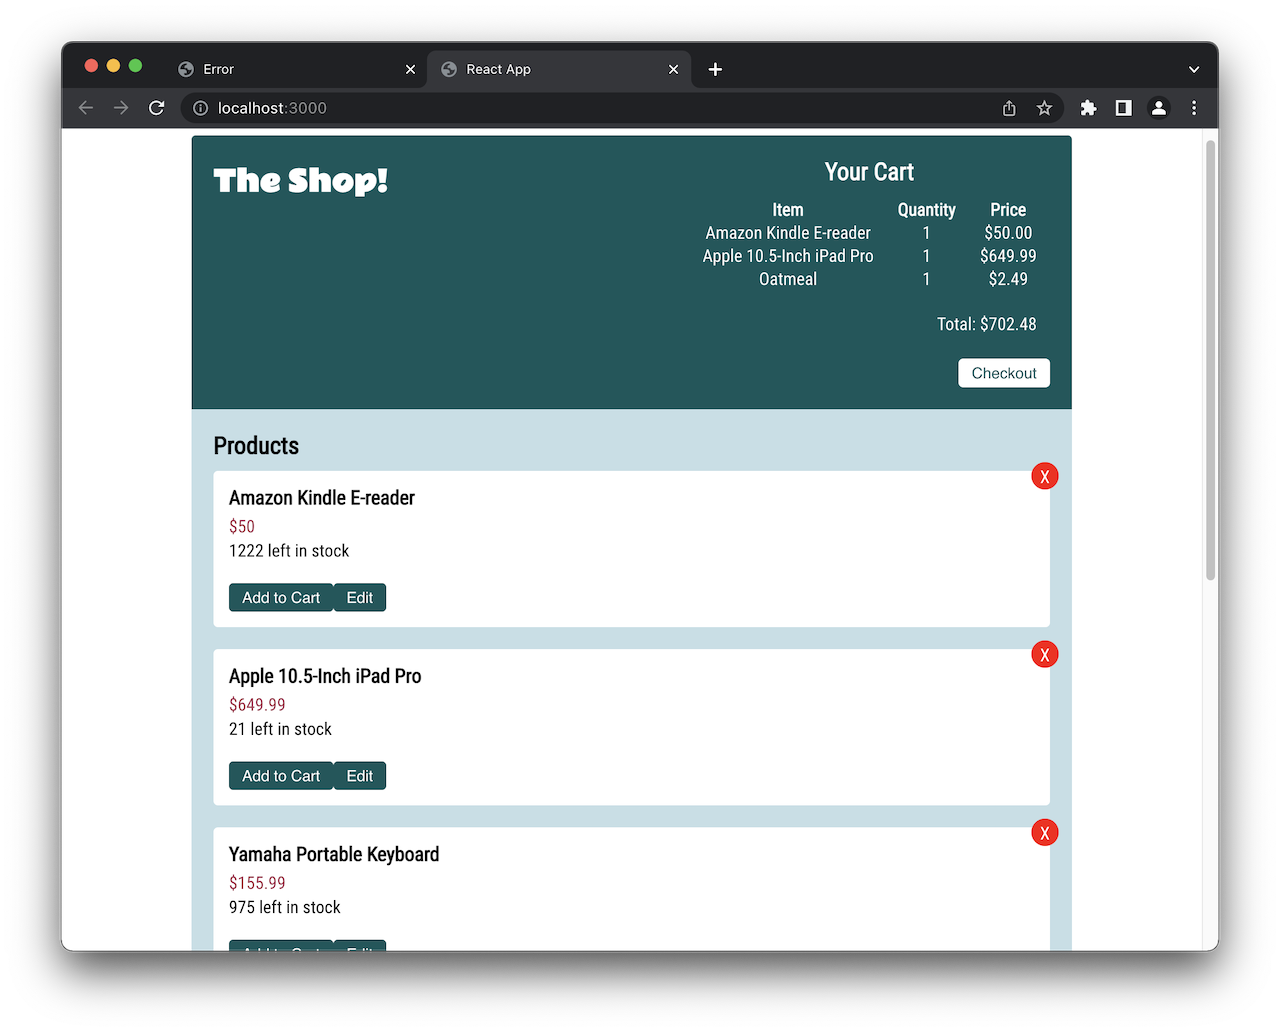 Error
React App
localhost:3000
The Shop!
Your Cart
Item Quantity Price
Amazon Kindle E-reader 1 $50.00
Apple 10.5-Inch iPad Pro 1 $649.99
Oatmeal 1 $2.49
Total: $702.48
Checkout
Products
X
Amazon Kindle E-reader
$50
1222 left in stock
Add to Cart Edit
X
Apple 10.5-Inch iPad Pro
$649.99
21 left in stock
Add to Cart Edit
X
Yamaha Portable Keyboard
$155.99
975 left in stock